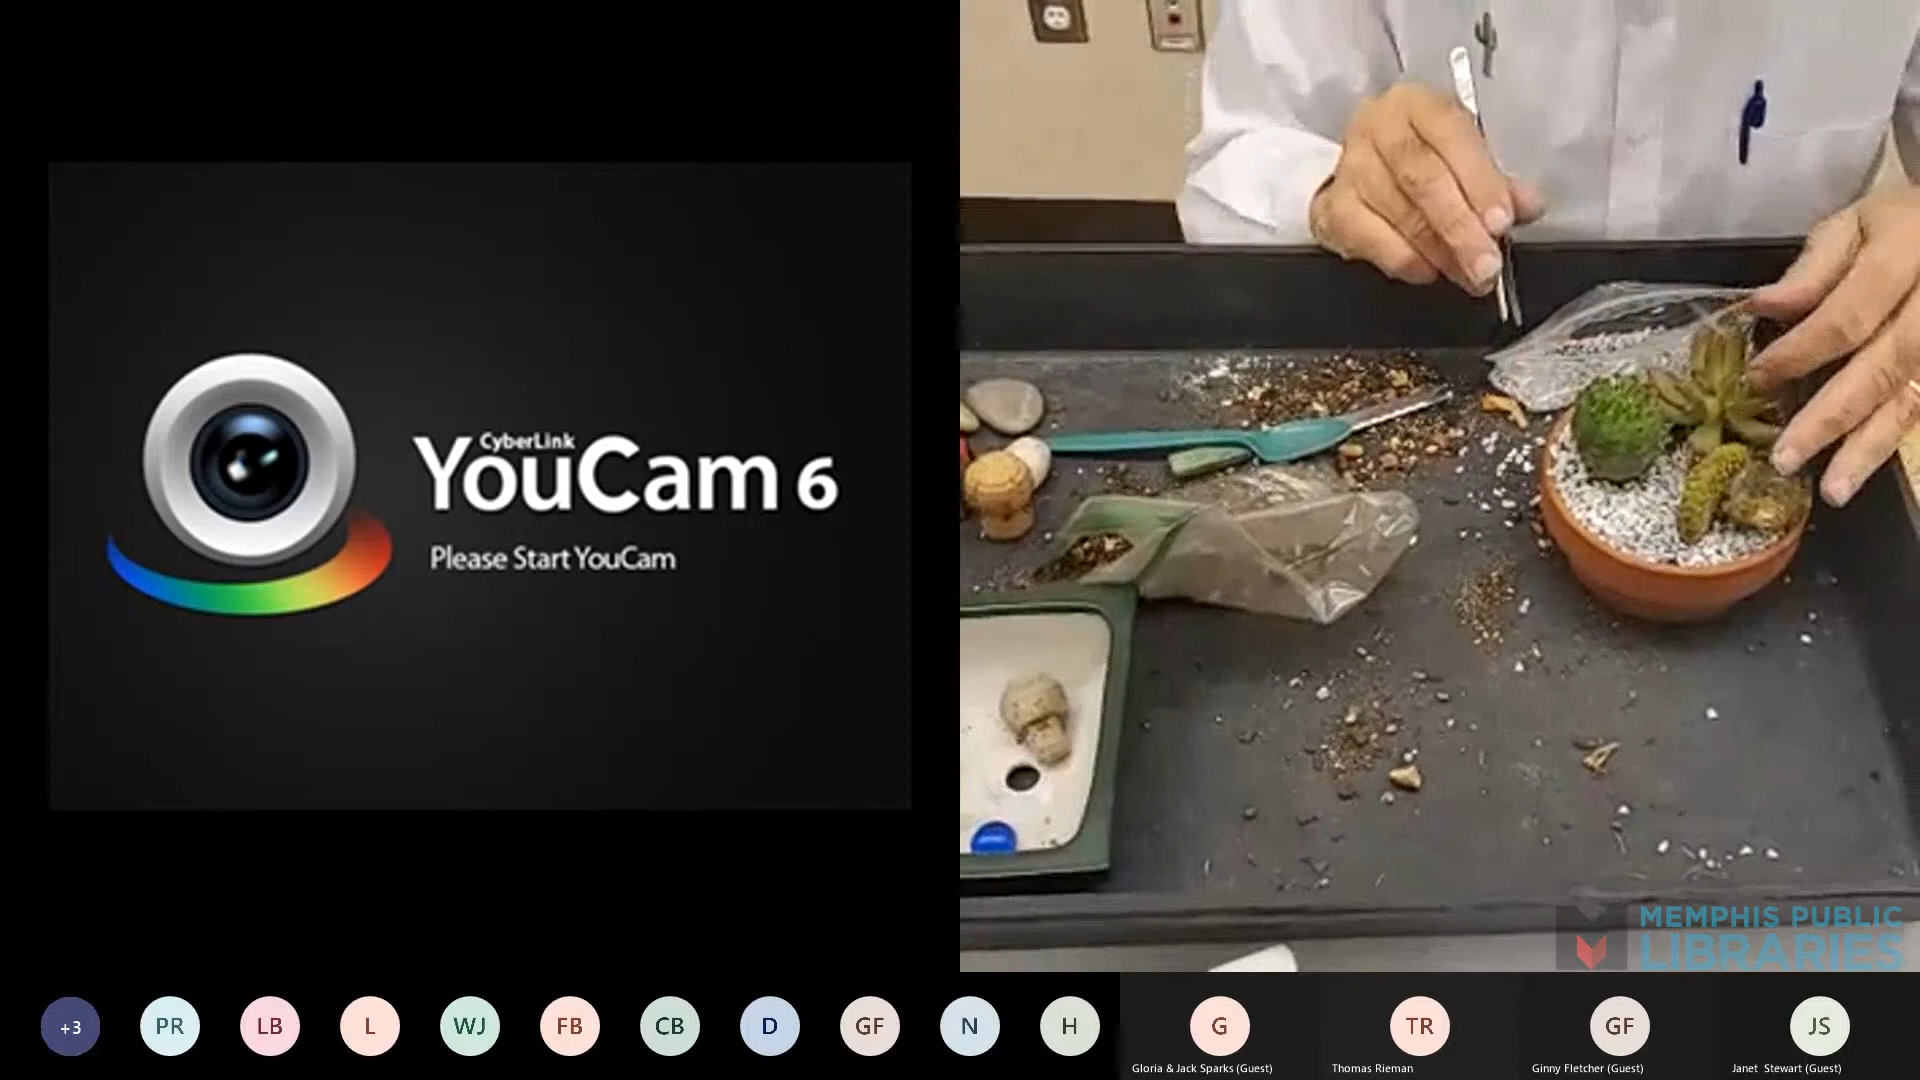 CyberLink
YouCam 6
Please Start YouCam
MEMPHIS PUBLIC
LIBRARIES
+3
PR
LB
L
WJ
FB
CB
D
GF
N
H
G
TR
GF
JS
Gloria & Jack Sparks (Guest)
Thomas Rieman
Ginny Fletcher (Guest)
Janet Stewart (Guest)